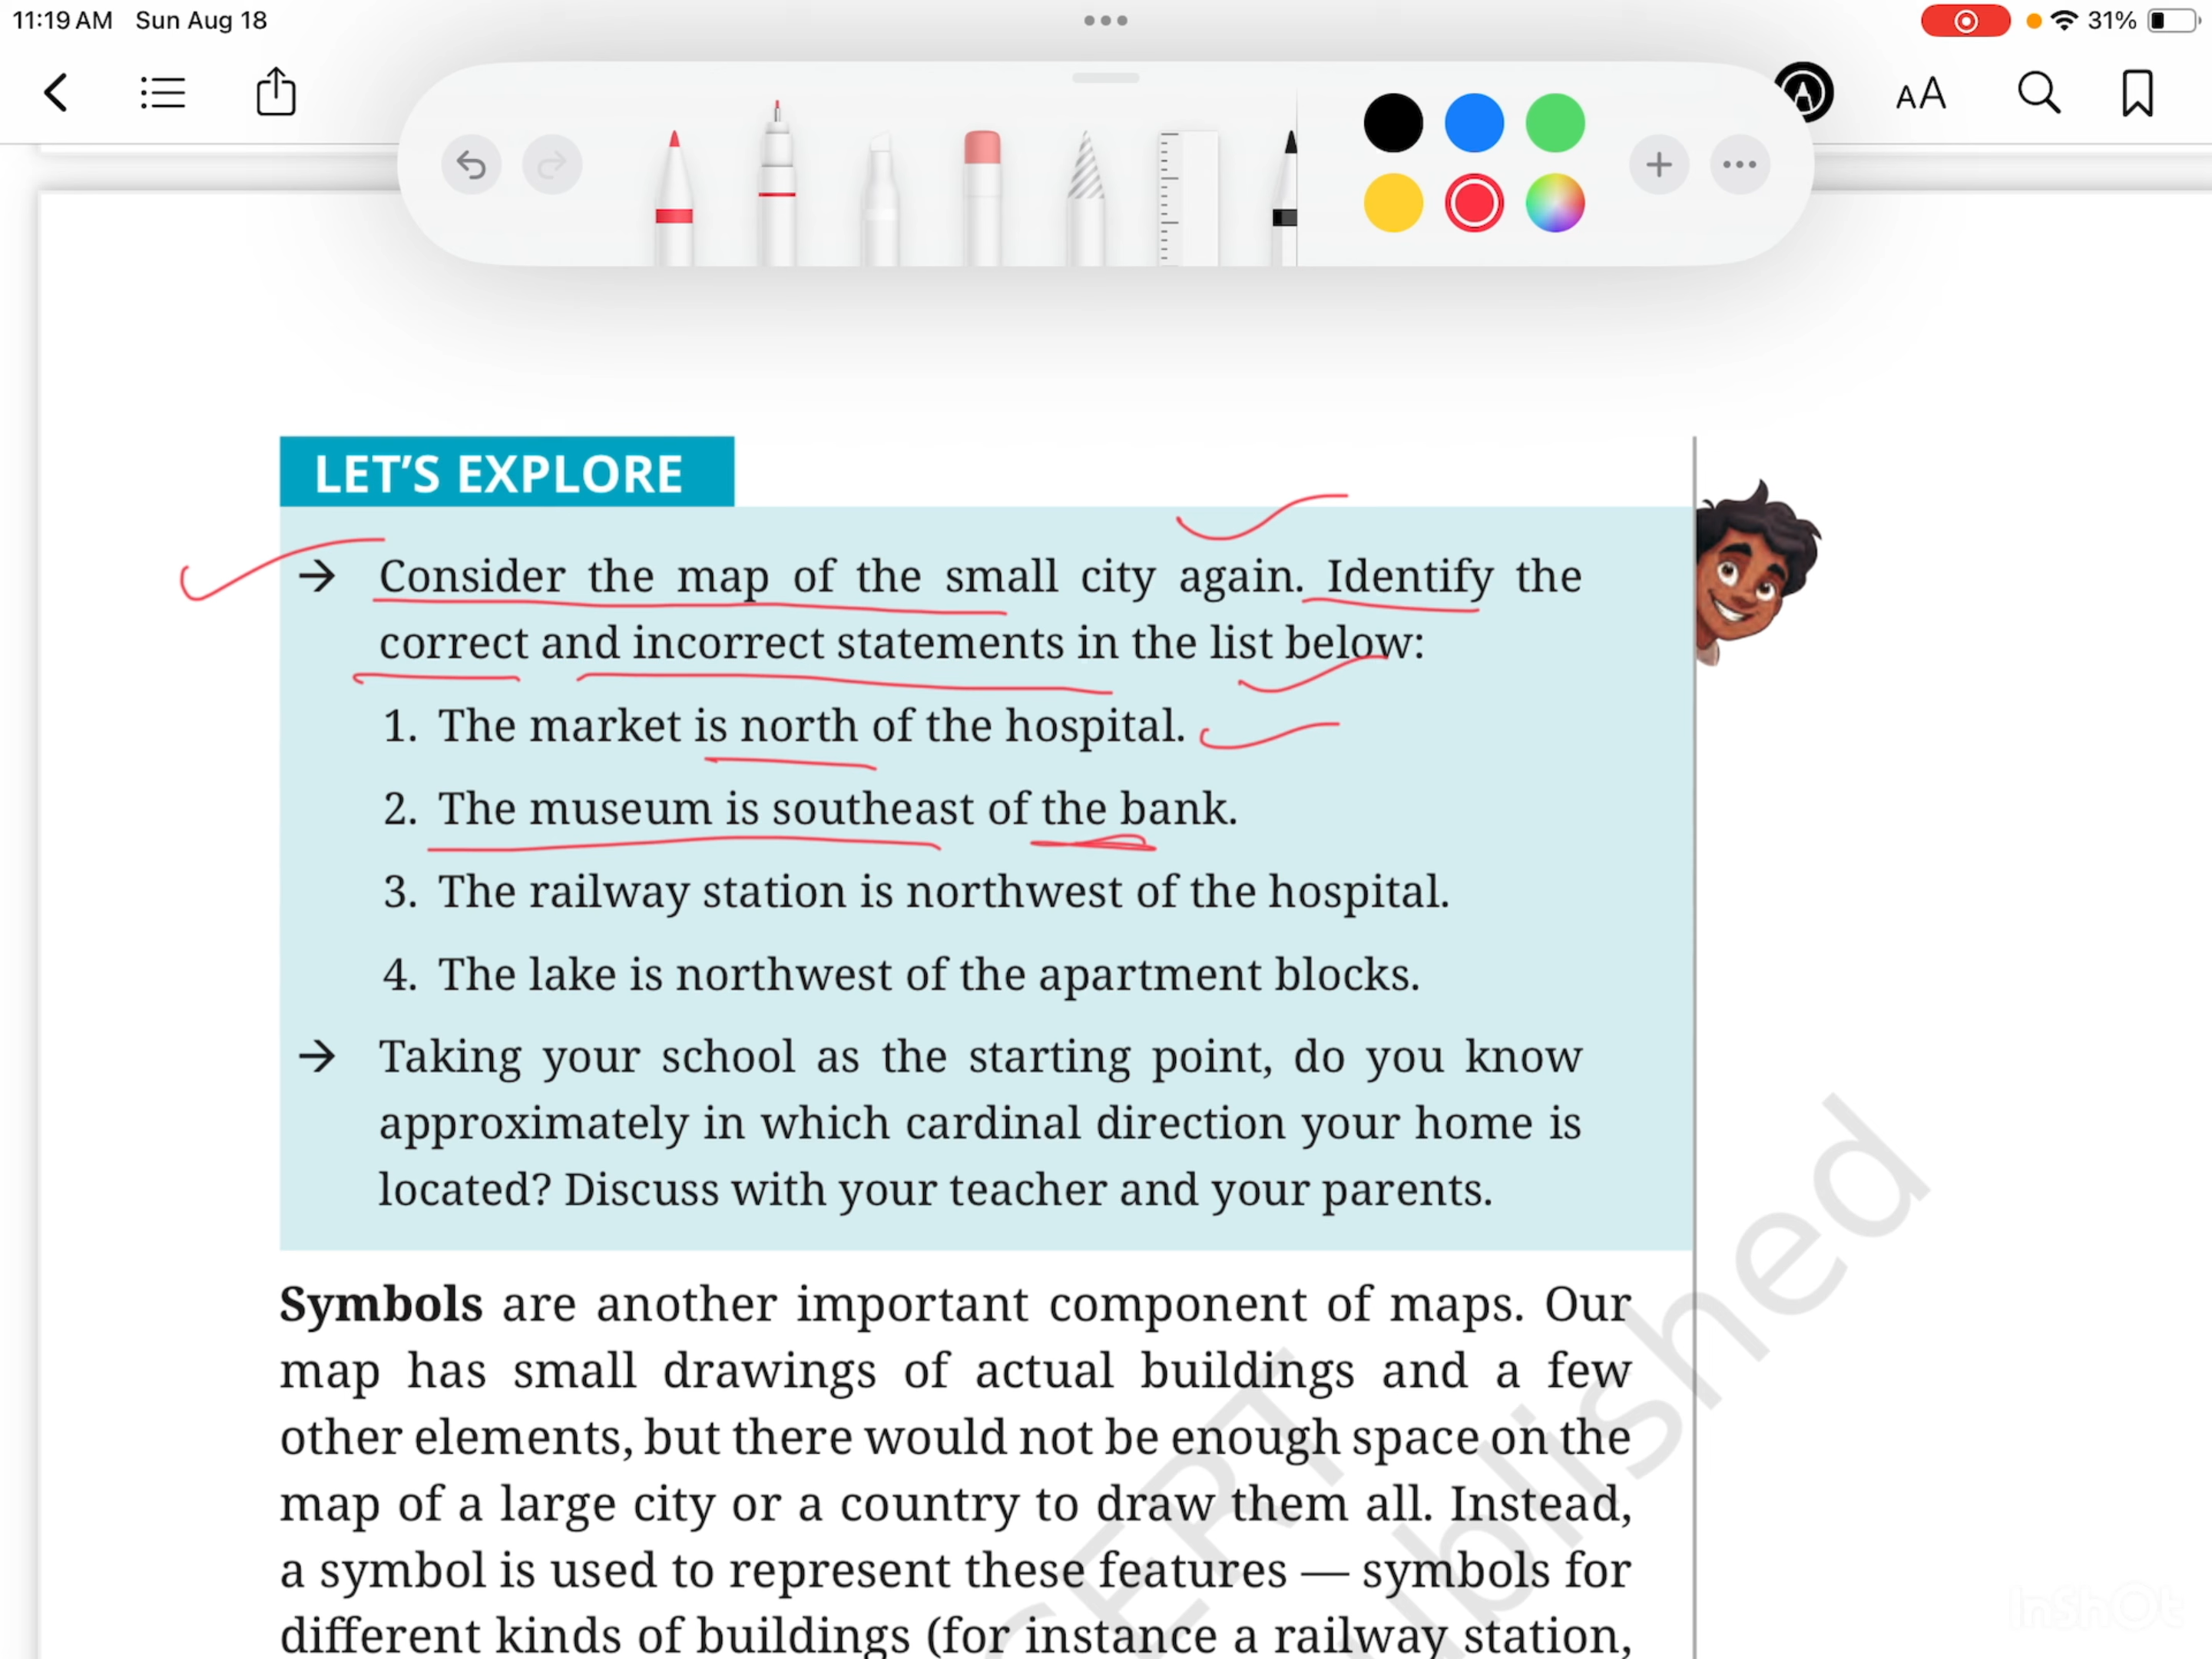 11:19 AM Sun Aug 18
31%
AA
LET'S EXPLORE
→ Consider the map of the small city again. Identify the
correct and incorrect statements in the list below:
1. The market is north of the hospital.
2. The museum is southeast of the bank.
3. The railway station is northwest of the hospital.
4. The lake is northwest of the apartment blocks.
→ Taking your school as the starting point, do you know
approximately in which cardinal direction your home is
located? Discuss with your teacher and your parents.
Symbols are another important component of maps. Our
map has small drawings of actual buildings and a few
other elements, but there would not be enough space on the
map of a large city or a country to draw them all. Instead,
a symbol is used to represent these features — symbols for
different kinds of buildings (for instance a railway station,
CERT
blished
InShOt